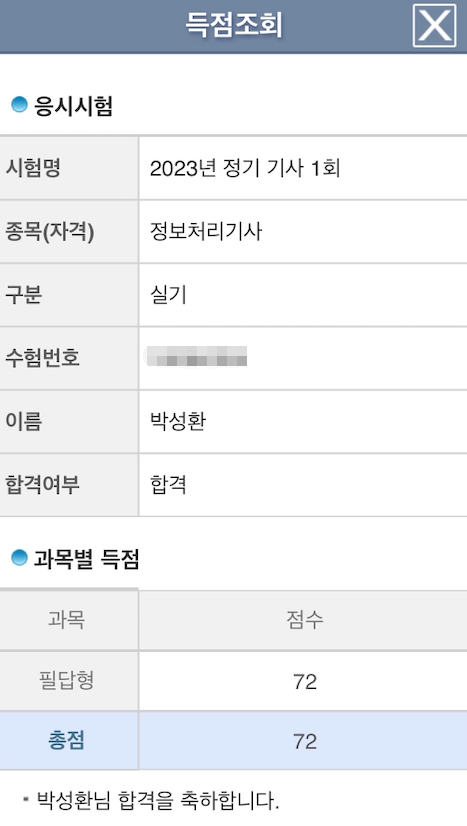 득점조회
응시시험
시험명 2023년 정기 기사 1회
종목(자격) 정보처리기사
구분 실기
수험번호
이름 박성환
합격여부 합격
과목별 득점
과목 점수
필답형 72
총점 72
- 박성환님 합격을 축하합니다.